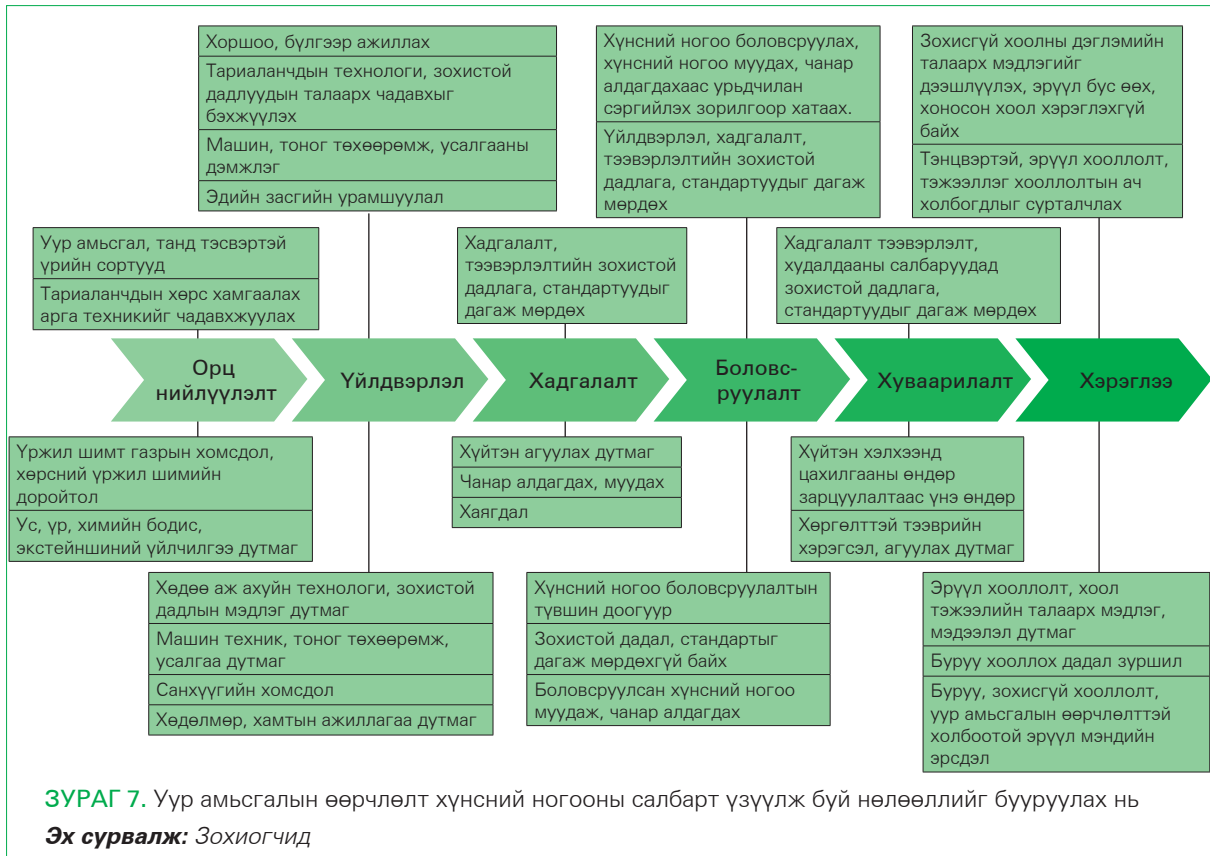 Хоршоо, бүлгээр ажиллах
Тариаланчдын технологи, зохистой
дадлуудын талаарх чадавхыг
бэхжүүлэх
Машин, тоног төхөөрөмж, усалгааны
дэмжлэг
Эдийн засгийн урамшуулал
Хүнсний ногоо боловсруулах,
хүнсний ногоо муудах, чанар
алдагдахаас урьдчилан
сэргийлэх зорилгоор хатаах.
Үйлдвэрлэл, хадгалалт,
тээвэрлэлтийн зохистой
дадлага, стандартуудыг дагаж
мөрдөх
Зохисгүй хоолны дэглэмийн
талаарх мэдлэгийг
дээшлүүлэх, эрүүл бус өөх,
хоносон хоол хэрэглэхгүй
байх
Тэнцвэртэй, эрүүл хооллолт,
тэжээллэг хооллолтын ач
холбогдлыг сурталчлах
Уур амьсгал, танд тэсвэртэй
үрийн сортууд
Тариаланчдын хөрс хамгаалах
арга техникийг чадавхжуулах
Хадгалалт,
тээвэрлэлтийн зохистой
дадлага, стандартуудыг
дагаж мөрдөх
Хадгалалт тээвэрлэлт,
худалдааны салбаруудад
зохистой дадлага,
стандартуудыг дагаж мөрдөх
Орц
нийлүүлэлт
Үйлдвэрлэл
Хадгалалт
Боловс-
руулалт
Хуваарилалт
Хэрэглээ
Үржил шимт газрын хомсдол,
хөрсний үржил шимийн
доройтол
Ус, үр, химийн бодис,
экстейншиний үйлчилгээ дутмаг
Хүйтэн агуулах дутмаг
Чанар алдагдах, муудах
Хаягдал
Хүйтэн хэлхээнд
цахилгааны өндөр
зарцуулалтаас үнэ өндөр
Хөргөлттэй тээврийн
хэрэгсэл, агуулах дутмаг
Хөдөө аж ахуйн технологи, зохистой
дадлын мэдлэг дутмаг
Машин техник, тоног төхөөрөмж,
усалгаа дутмаг
Санхүүгийн хомсдол
Хөдөлмөр, хамтын ажиллагаа дутмаг
Хүнсний ногоо боловсруулалтын
түвшин доогуур
Зохистой дадал, стандартыг
дагаж мөрдөхгүй байх
Боловсруулсан хүнсний ногоо
муудаж, чанар алдагдах
Эрүүл хооллолт, хоол
тэжээлийн талаарх мэдлэг,
мэдээлэл дутмаг
Буруу хооллох дадал зуршил
Буруу, зохисгүй хооллолт,
уур амьсгалын өөрчлөлттэй
холбоотой эрүүл мэндийн
эрсдэл
ЗУРАГ 7. Уур амьсгалын өөрчлөлт хүнсний ногооны салбарт үзүүлж буй нөлөөллийг бууруулах нь
Эх сурвалж: Зохиогчид